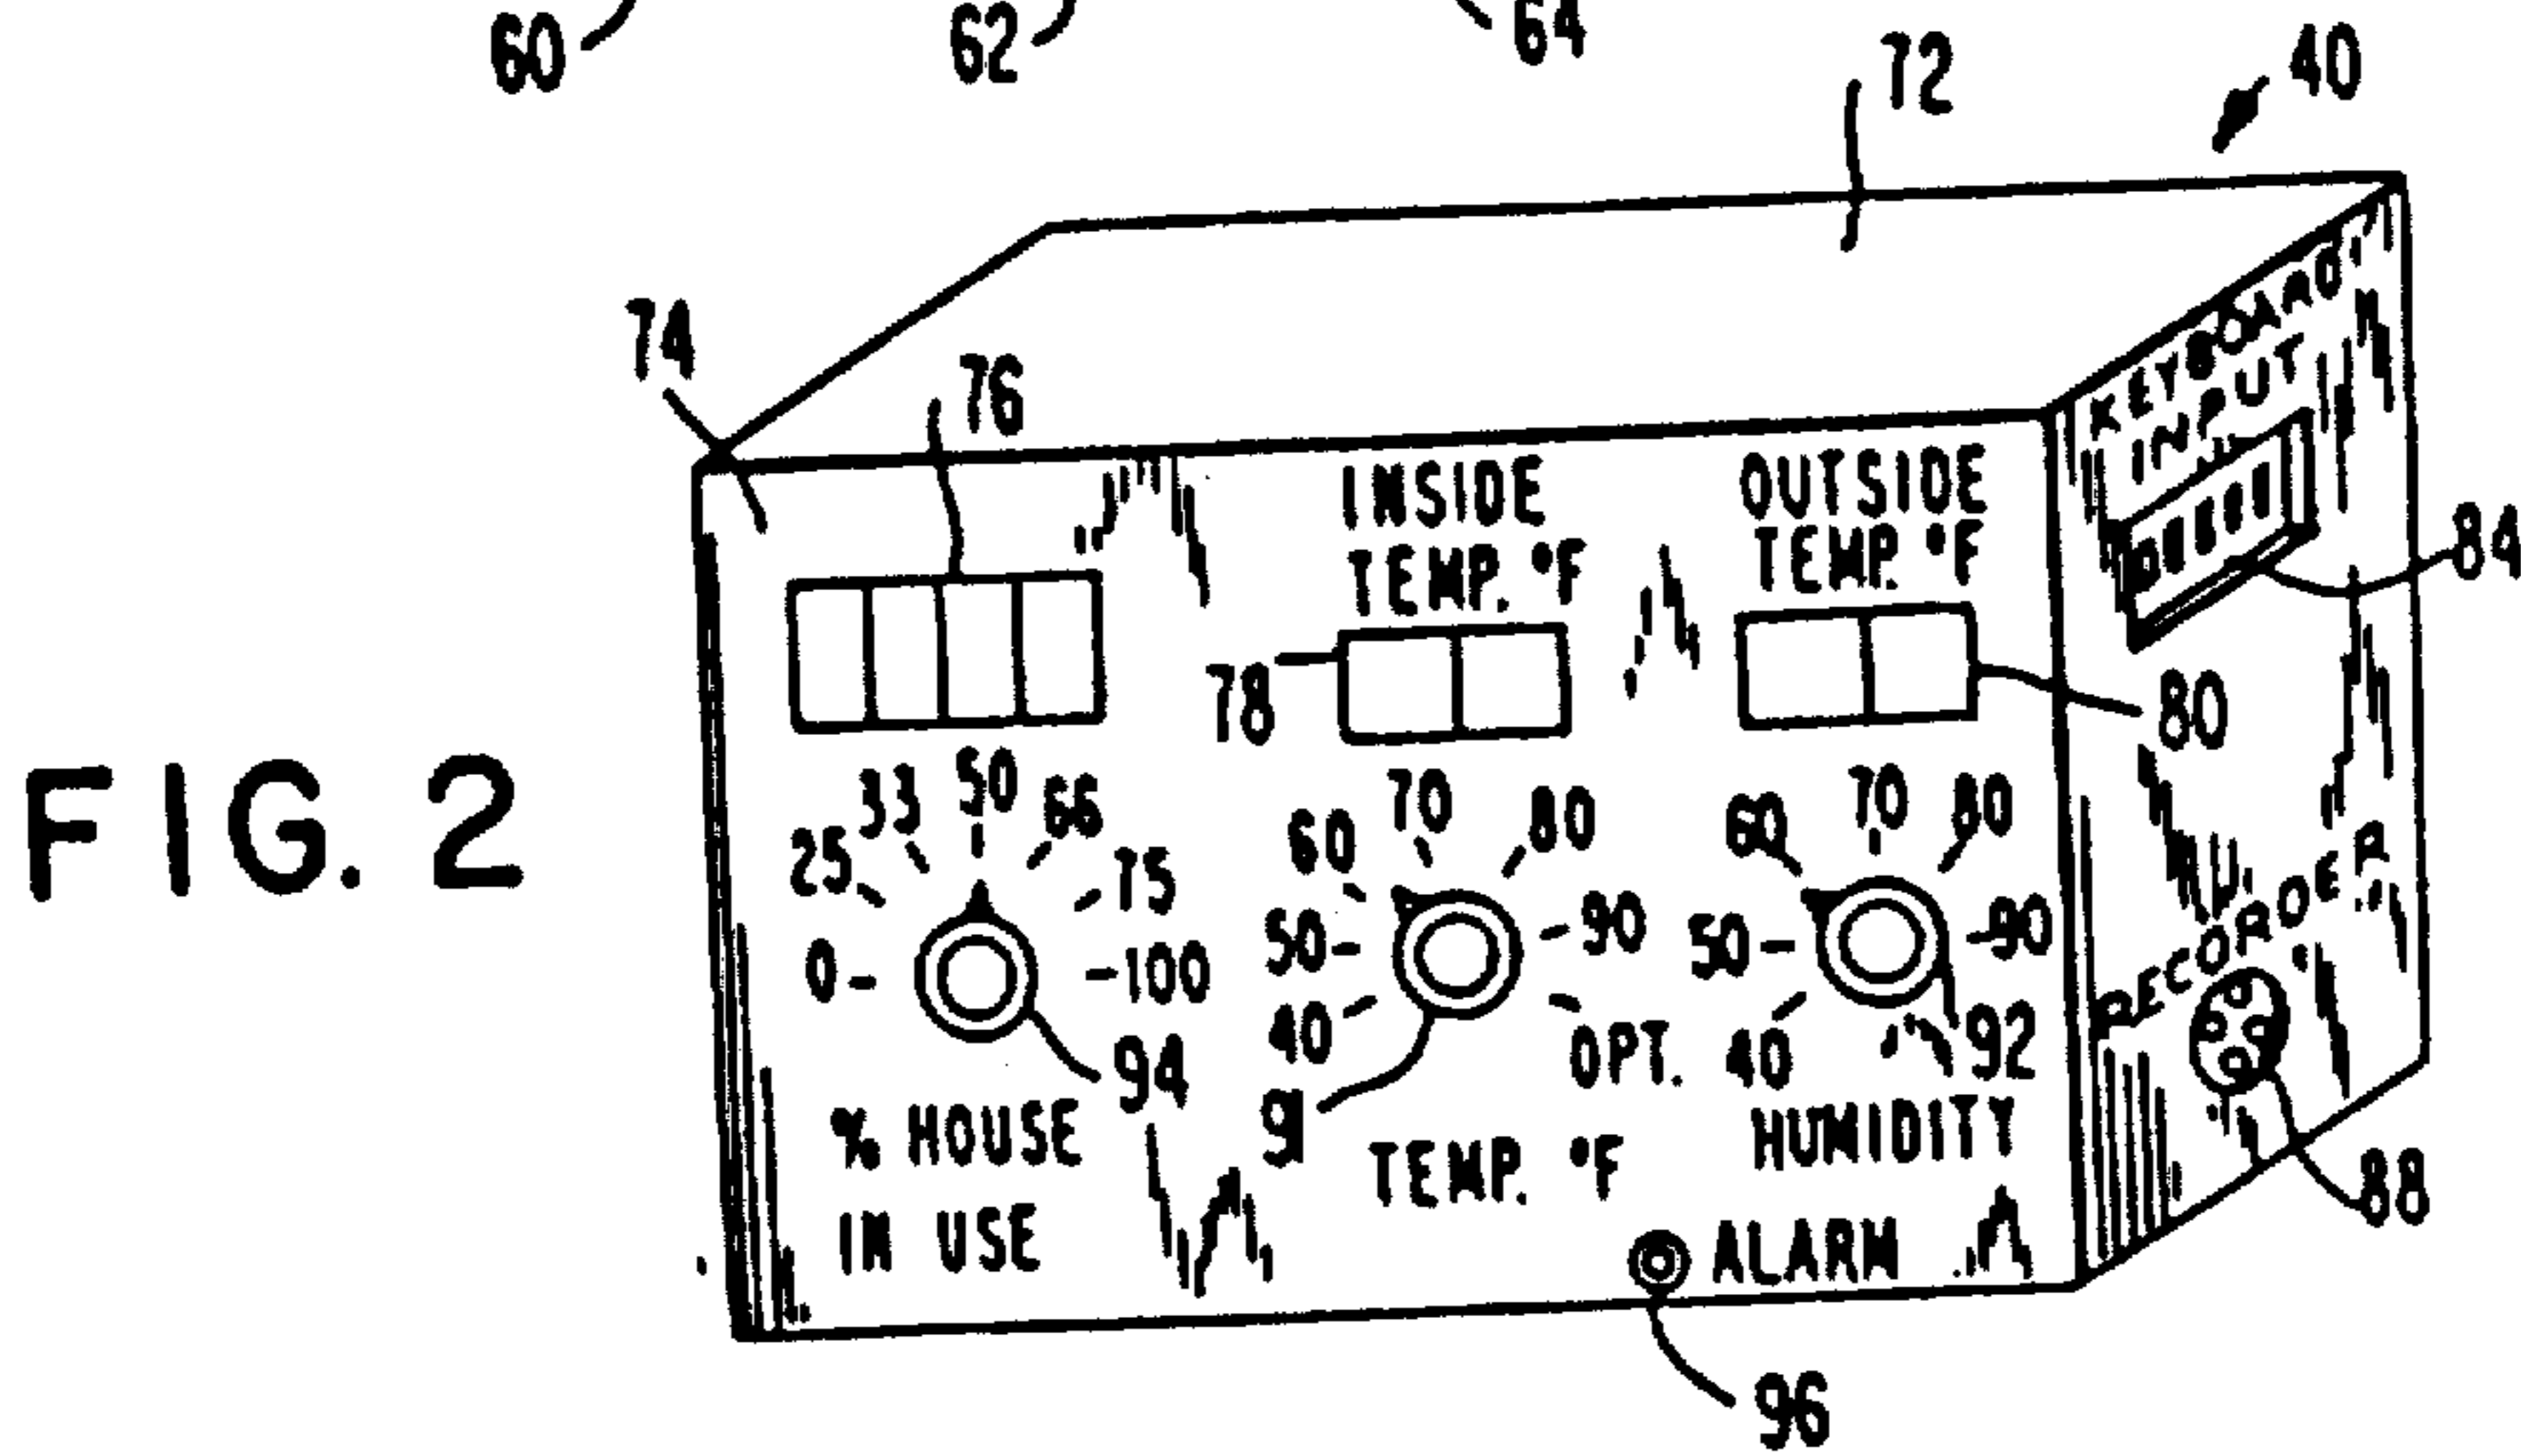 60 62 64
72 40
74 76
INSIDE TEMP. °F
OUTSIDE TEMP. °F
KEYBOARD INPUT
84
78 80
FIG. 2
0 25 33 50 66 75 100
94
% HOUSE IN USE
40 50 60 70 80 90 OPT.
91
TEMP. °F
40 50 60 70 80 90
92
HUMIDITY
RECORDER
88
ALARM
96